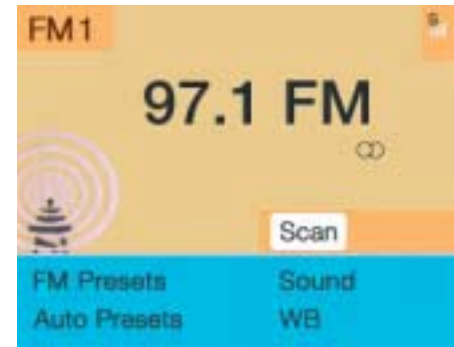 FM1
S
97.1 FM
Scan
FM Presets Sound
Auto Presets WB